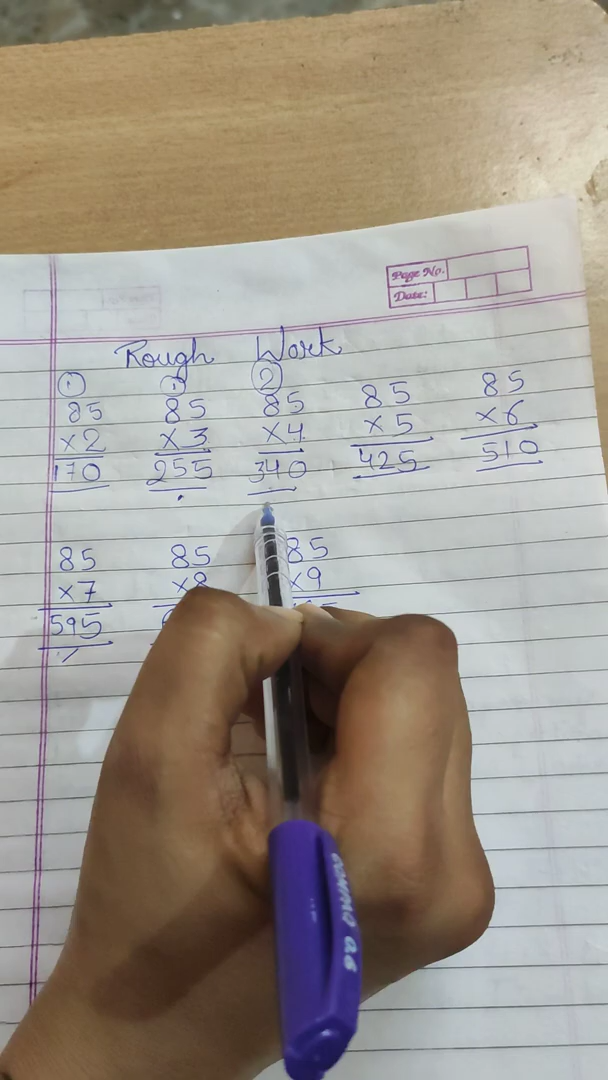 Page No.
Date:
Rough Work
1 1 2
85 85 85 85 85
×2 ×3 ×4 ×5 ×6
170 255 340 425 510
85 85 85
×7 ×8 ×9
595